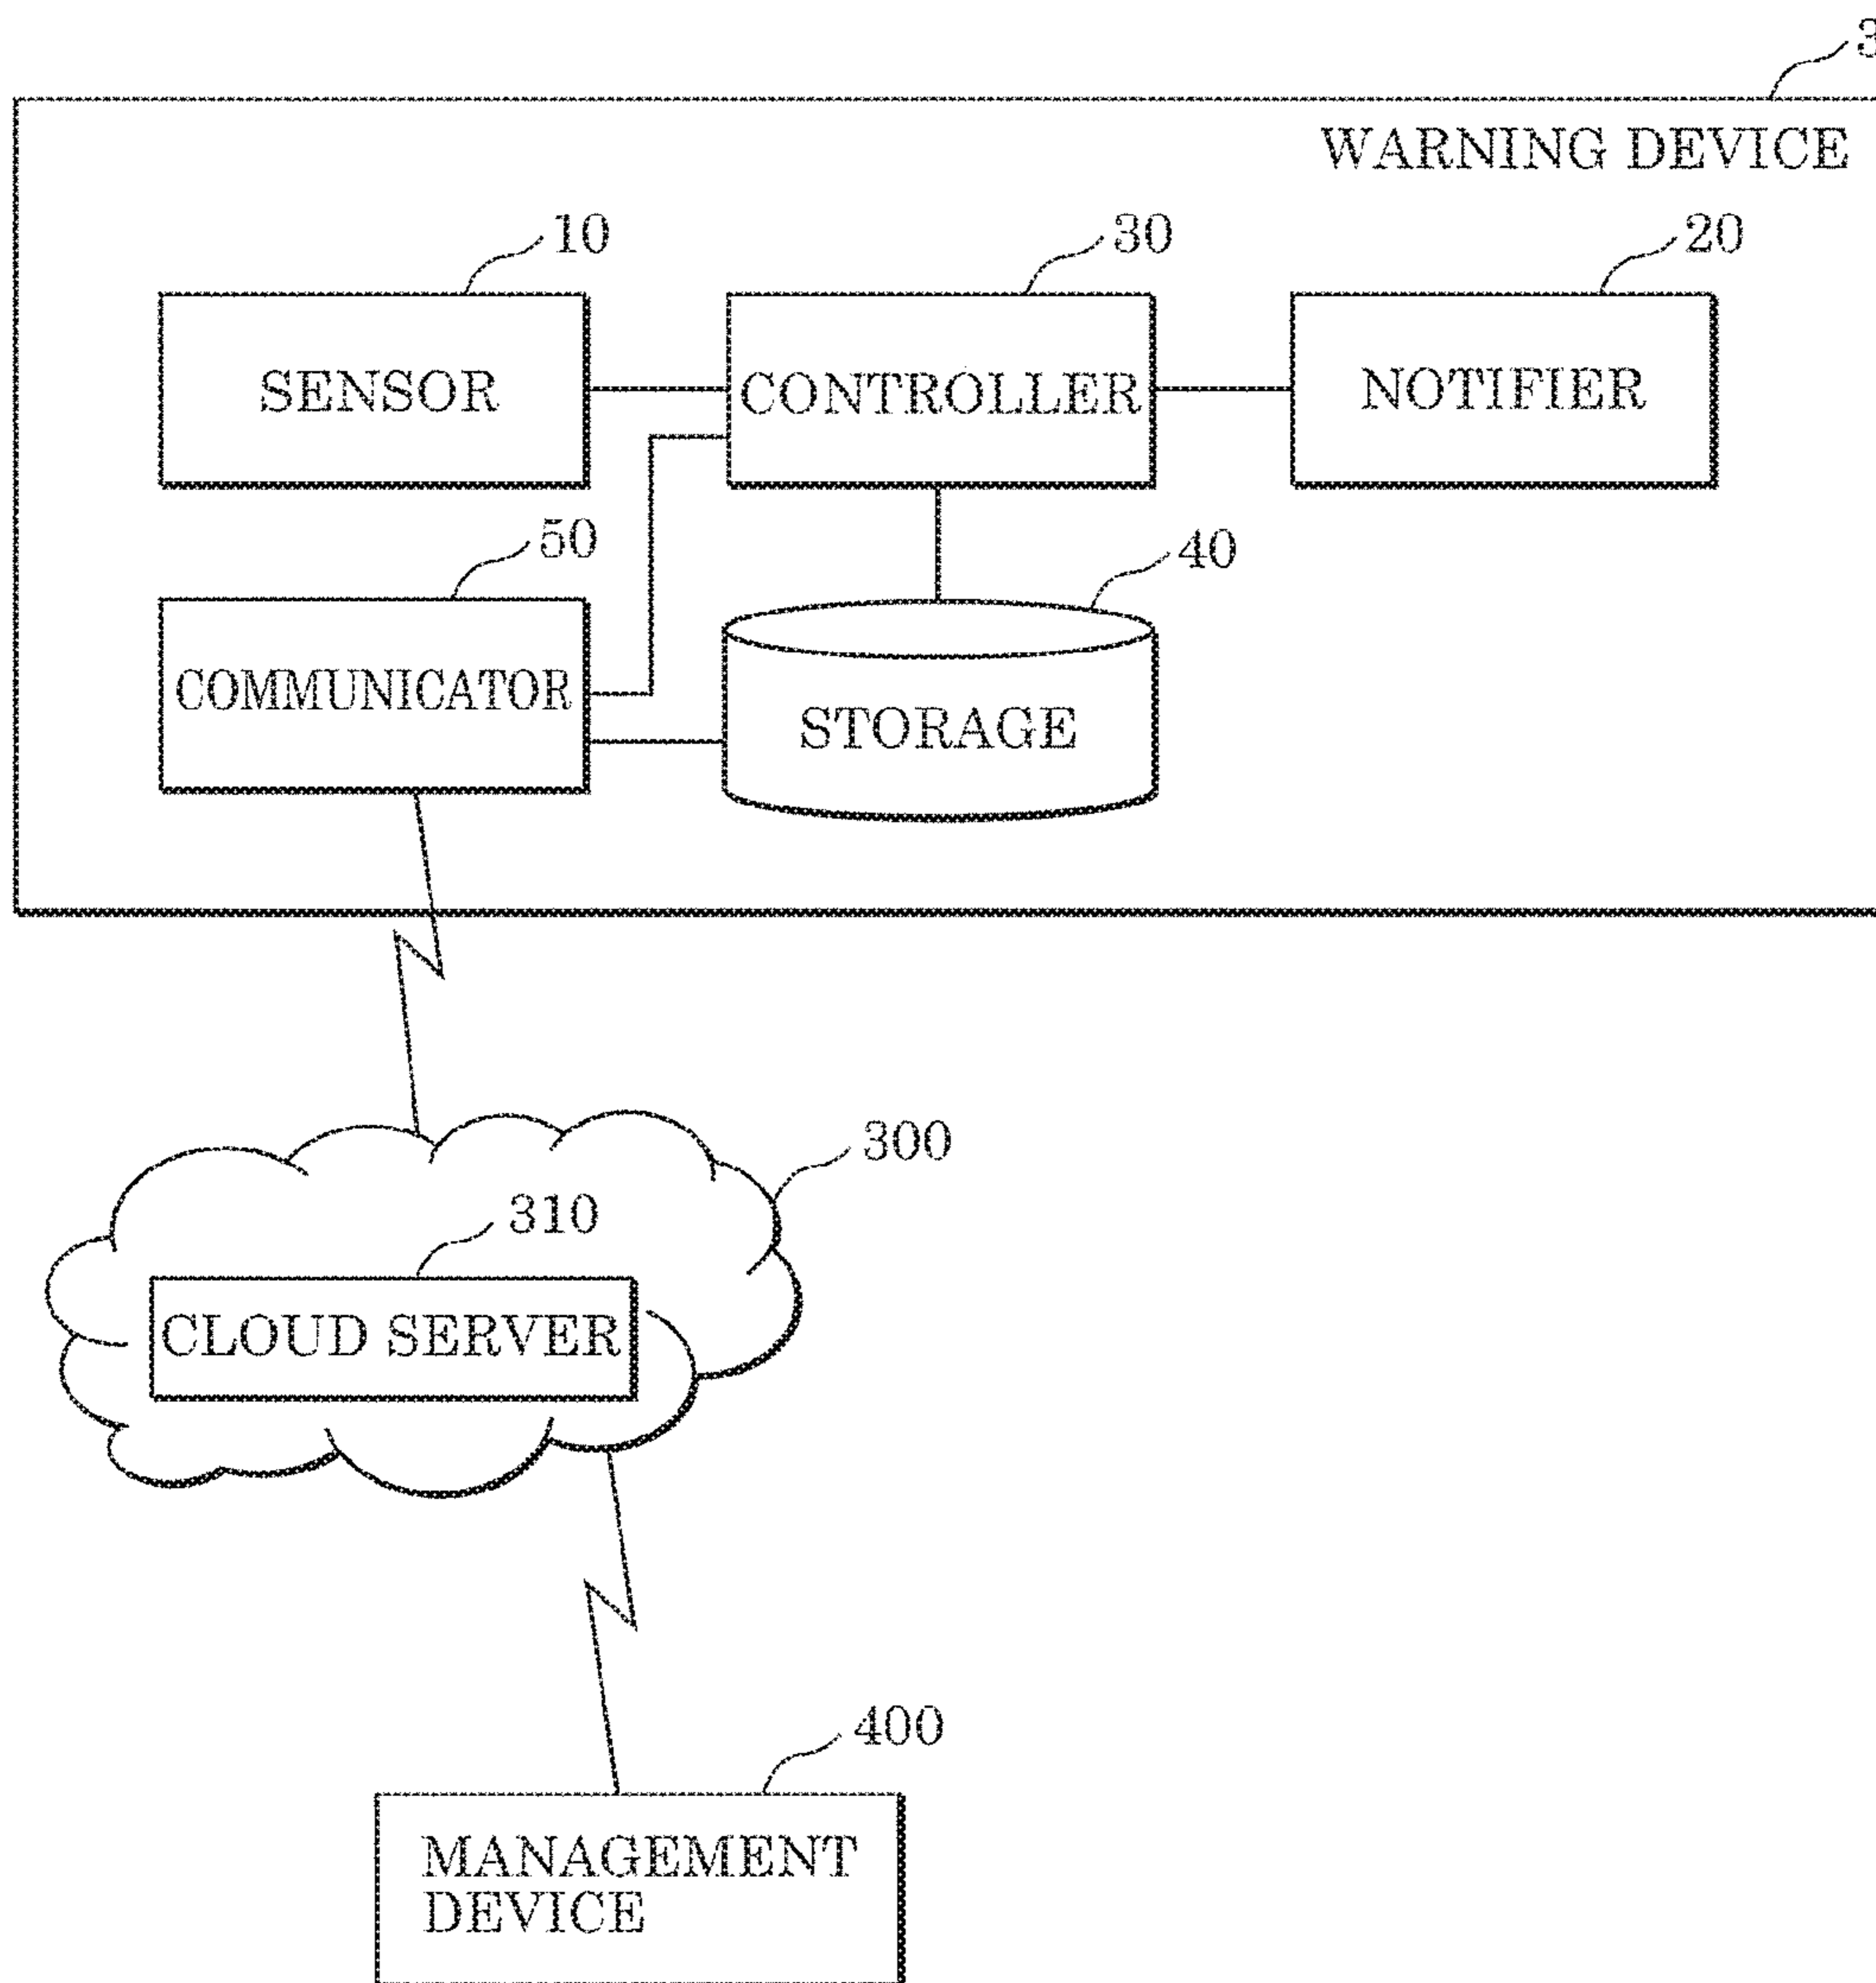 3
WARNING DEVICE
10
30
20
SENSOR
CONTROLLER
NOTIFIER
50
40
COMMUNICATOR
STORAGE
300
310
CLOUD SERVER
400
MANAGEMENT
DEVICE